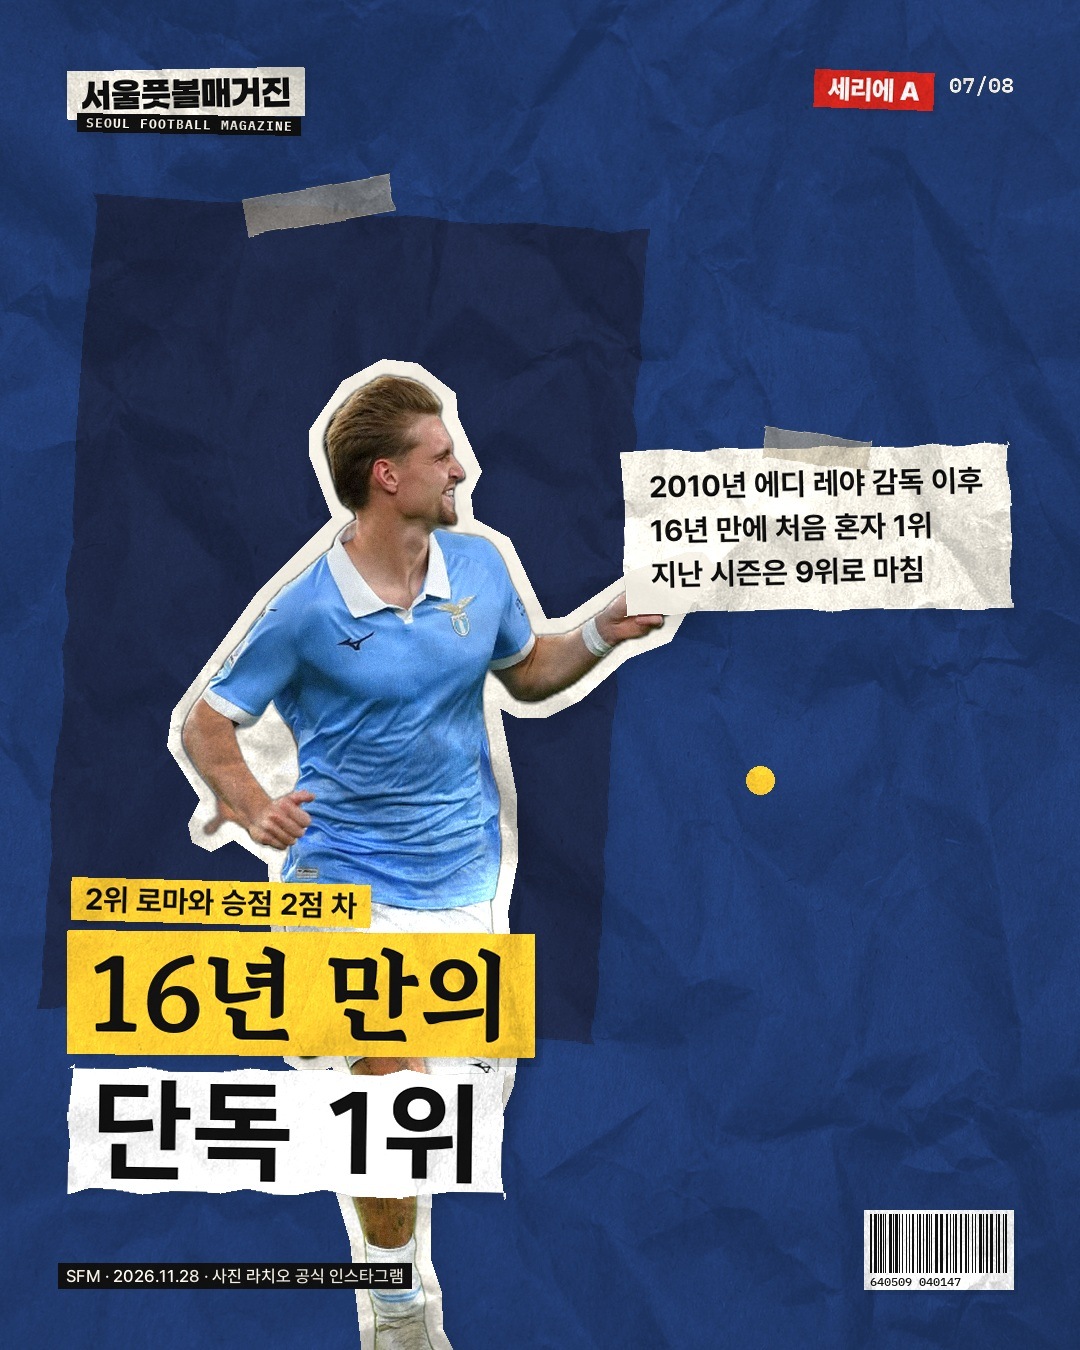 서울풋볼매거진
SEOUL FOOTBALL MAGAZINE
세리에 A
07/08
2010년 에디 레야 감독 이후
16년 만에 처음 혼자 1위
지난 시즌은 9위로 마침
2위 로마와 승점 2점 차
16년 만의
단독 1위
SFM · 2026.11.28 · 사진 라치오 공식 인스타그램
640509 040147